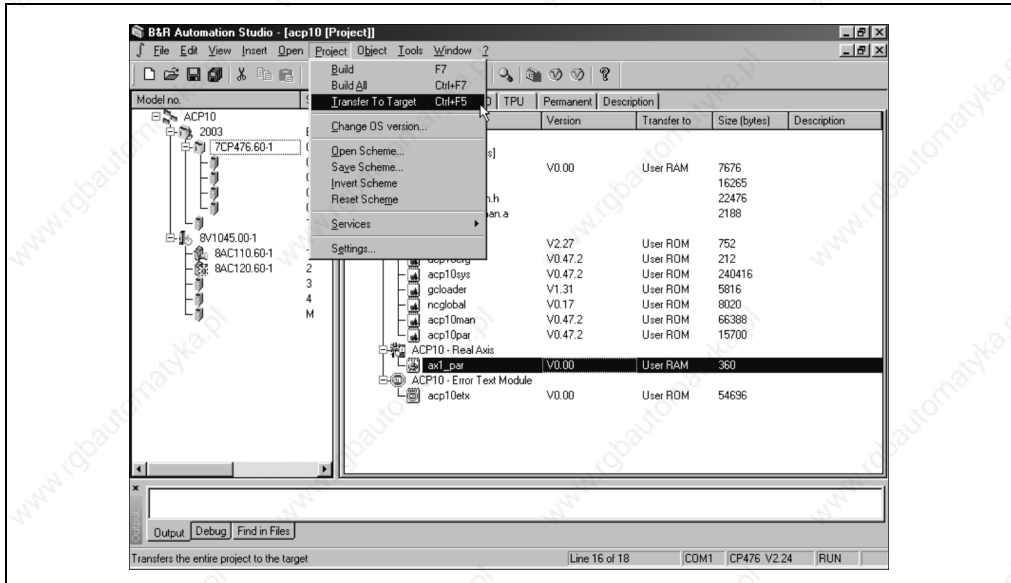 B&R Automation Studio - [acp10 [Project]]
File Edit View Insert Open Project Object Tools Window ?
Build F7
Build All Ctrl+F7
Transfer To Target Ctrl+F5
Change OS version...
Open Scheme...
Save Scheme...
Invert Scheme
Reset Scheme
Services
Settings...
Model no.
TPU Permanent Description
Version Transfer to Size (bytes) Description
ACP10
2003
7CP476.60-1
8V1045.00-1
8AC110.60-1
8AC120.60-1 2
3
4
M
V0.00 User RAM 7676
16265
n.h 22476
an.a 2188
V2.27 User ROM 752
V0.47.2 User ROM 212
acp10sys V0.47.2 User ROM 240416
gcloader V1.31 User ROM 5816
ncglobal V0.17 User ROM 8020
acp10man V0.47.2 User ROM 66388
acp10par V0.47.2 User ROM 15700
ACP10 - Real Axis
ax1_par V0.00 User RAM 360
ACP10 - Error Text Module
acp10etx V0.00 User ROM 54696
Output Debug Find in Files
Transfers the entire project to the target Line 16 of 18 COM1 CP476 V2.24 RUN
www.rgbautomatyka.pl